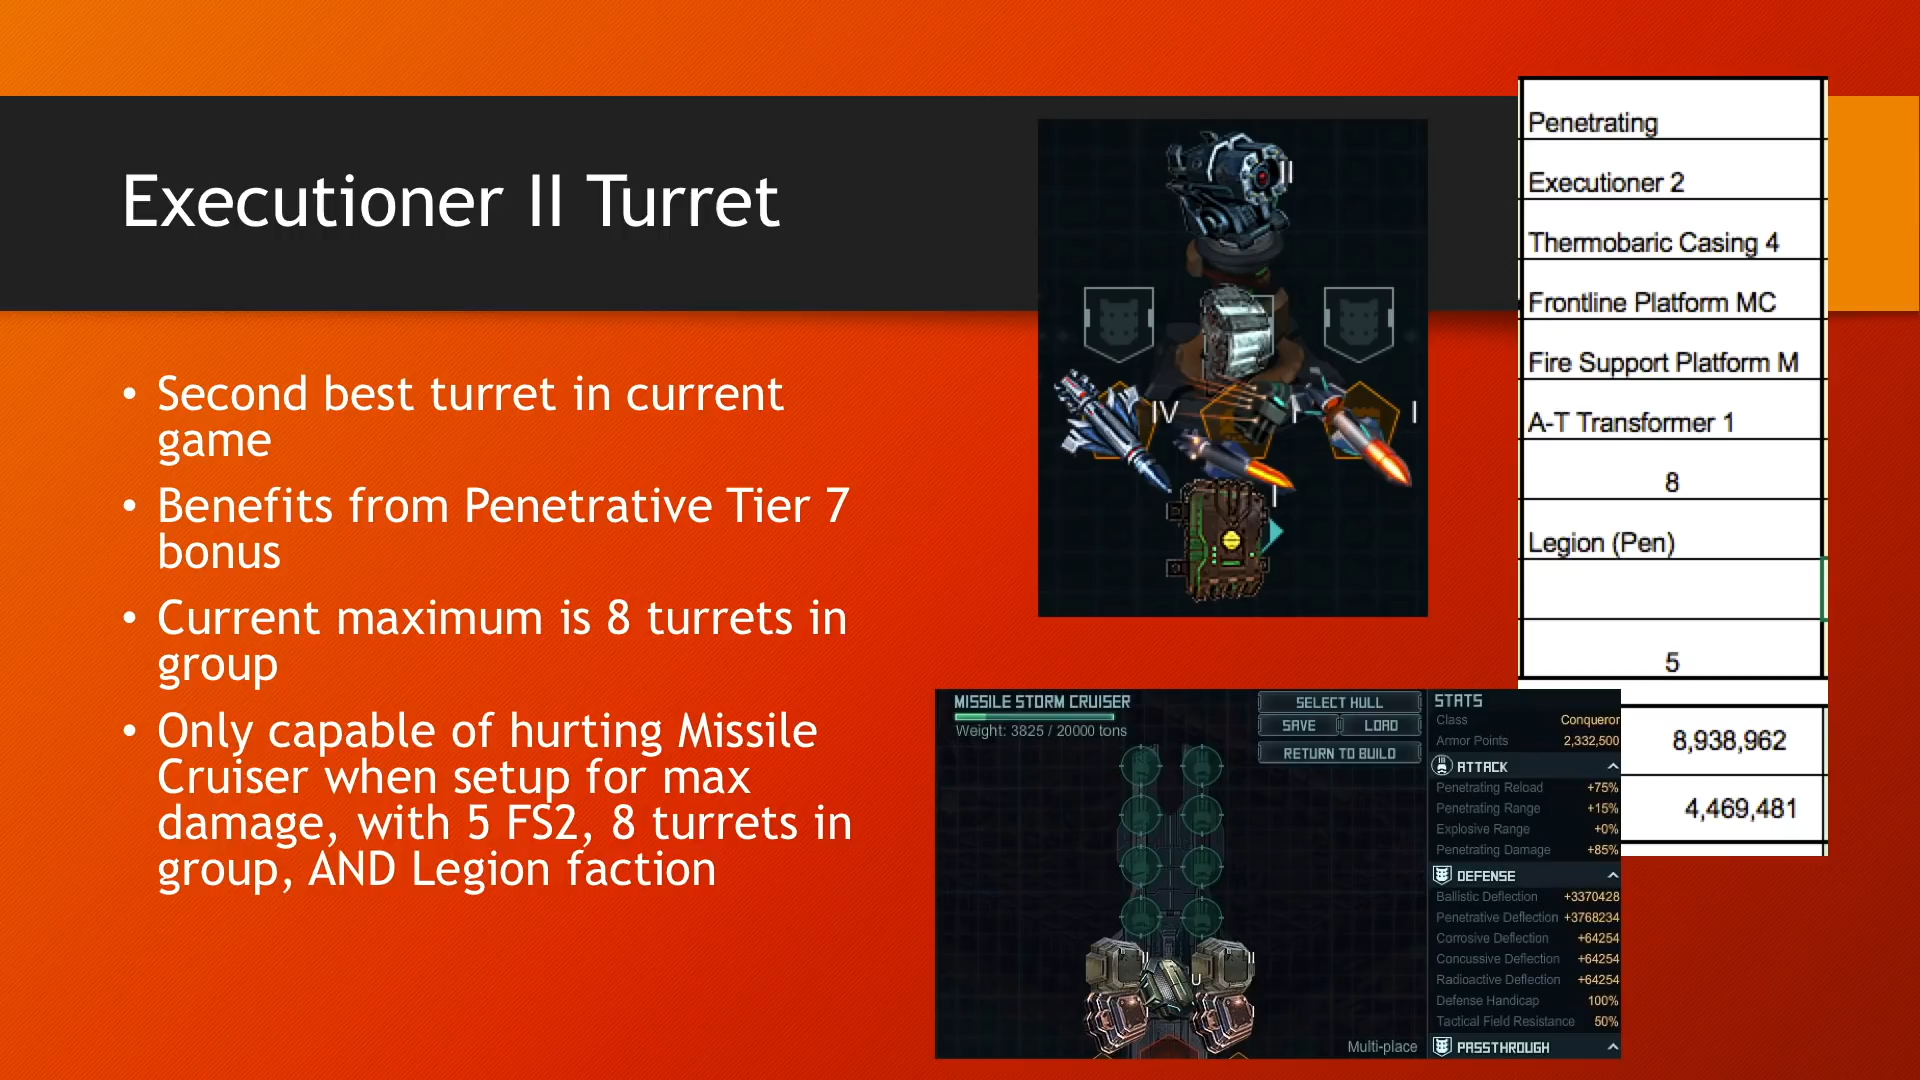 Executioner II Turret
• Second best turret in current
game
• Benefits from Penetrative Tier 7
bonus
• Current maximum is 8 turrets in
group
• Only capable of hurting Missile
Cruiser when setup for max
damage, with 5 FS2, 8 turrets in
group, AND Legion faction
II
IV
I
I
I
Penetrating
Executioner 2
Thermobaric Casing 4
Frontline Platform MC
Fire Support Platform M
A-T Transformer 1
8
Legion (Pen)
5
8,938,962
4,469,481
MISSILE STORM CRUISER
Weight: 3825 / 20000 tons
SELECT HULL
SAVE LOAD
RETURN TO BUILD
II
U
II
Multi-place
STATS
Class Conqueror
Armor Points 2,332,500
ATTACK
Penetrating Reload +75%
Penetrating Range +15%
Explosive Range +0%
Penetrating Damage +85%
DEFENSE
Ballistic Deflection +3370428
Penetrative Deflection +3768234
Corrosive Deflection +64254
Concussive Deflection +64254
Radioactive Deflection +64254
Defense Handicap 100%
Tactical Field Resistance 50%
PASSTHROUGH